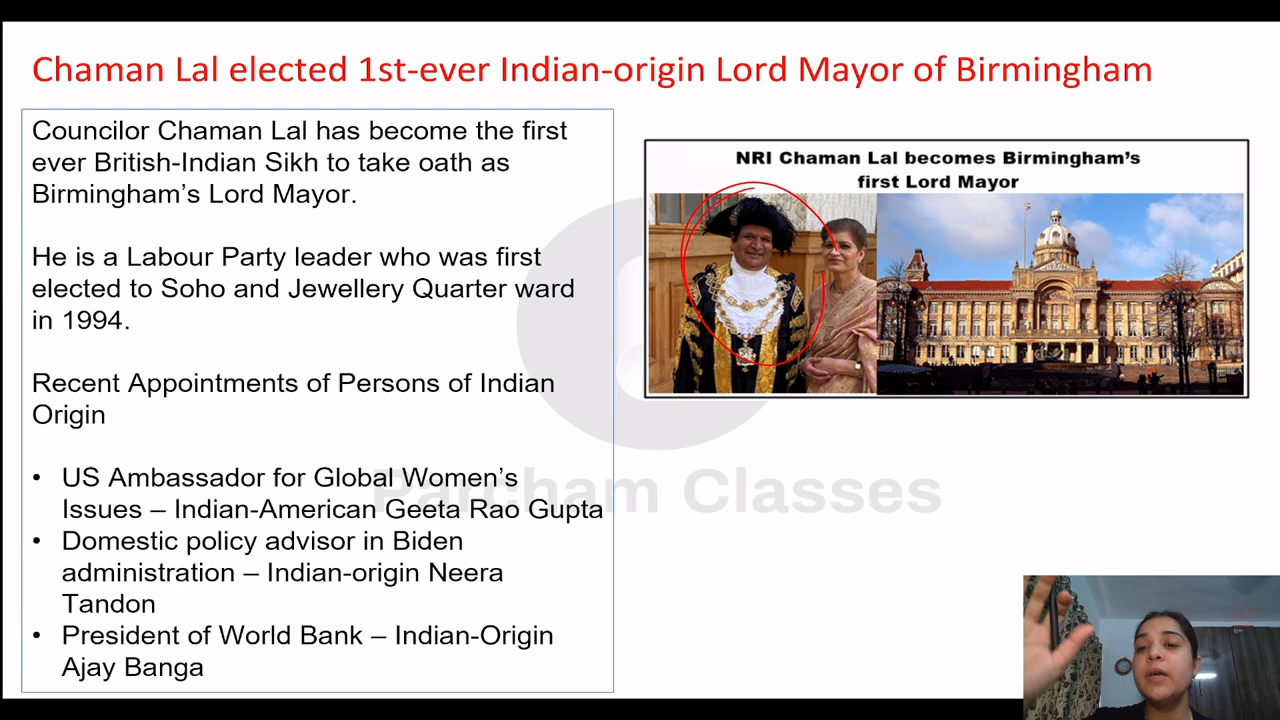 Chaman Lal elected 1st-ever Indian-origin Lord Mayor of Birmingham
Councilor Chaman Lal has become the first
ever British-Indian Sikh to take oath as
Birmingham's Lord Mayor.
He is a Labour Party leader who was first
elected to Soho and Jewellery Quarter ward
in 1994.
Recent Appointments of Persons of Indian
Origin
• US Ambassador for Global Women's
Issues – Indian-American Geeta Rao Gupta
• Domestic policy advisor in Biden
administration – Indian-origin Neera
Tandon
• President of World Bank – Indian-Origin
Ajay Banga
NRI Chaman Lal becomes Birmingham's
first Lord Mayor
Parcham Classes